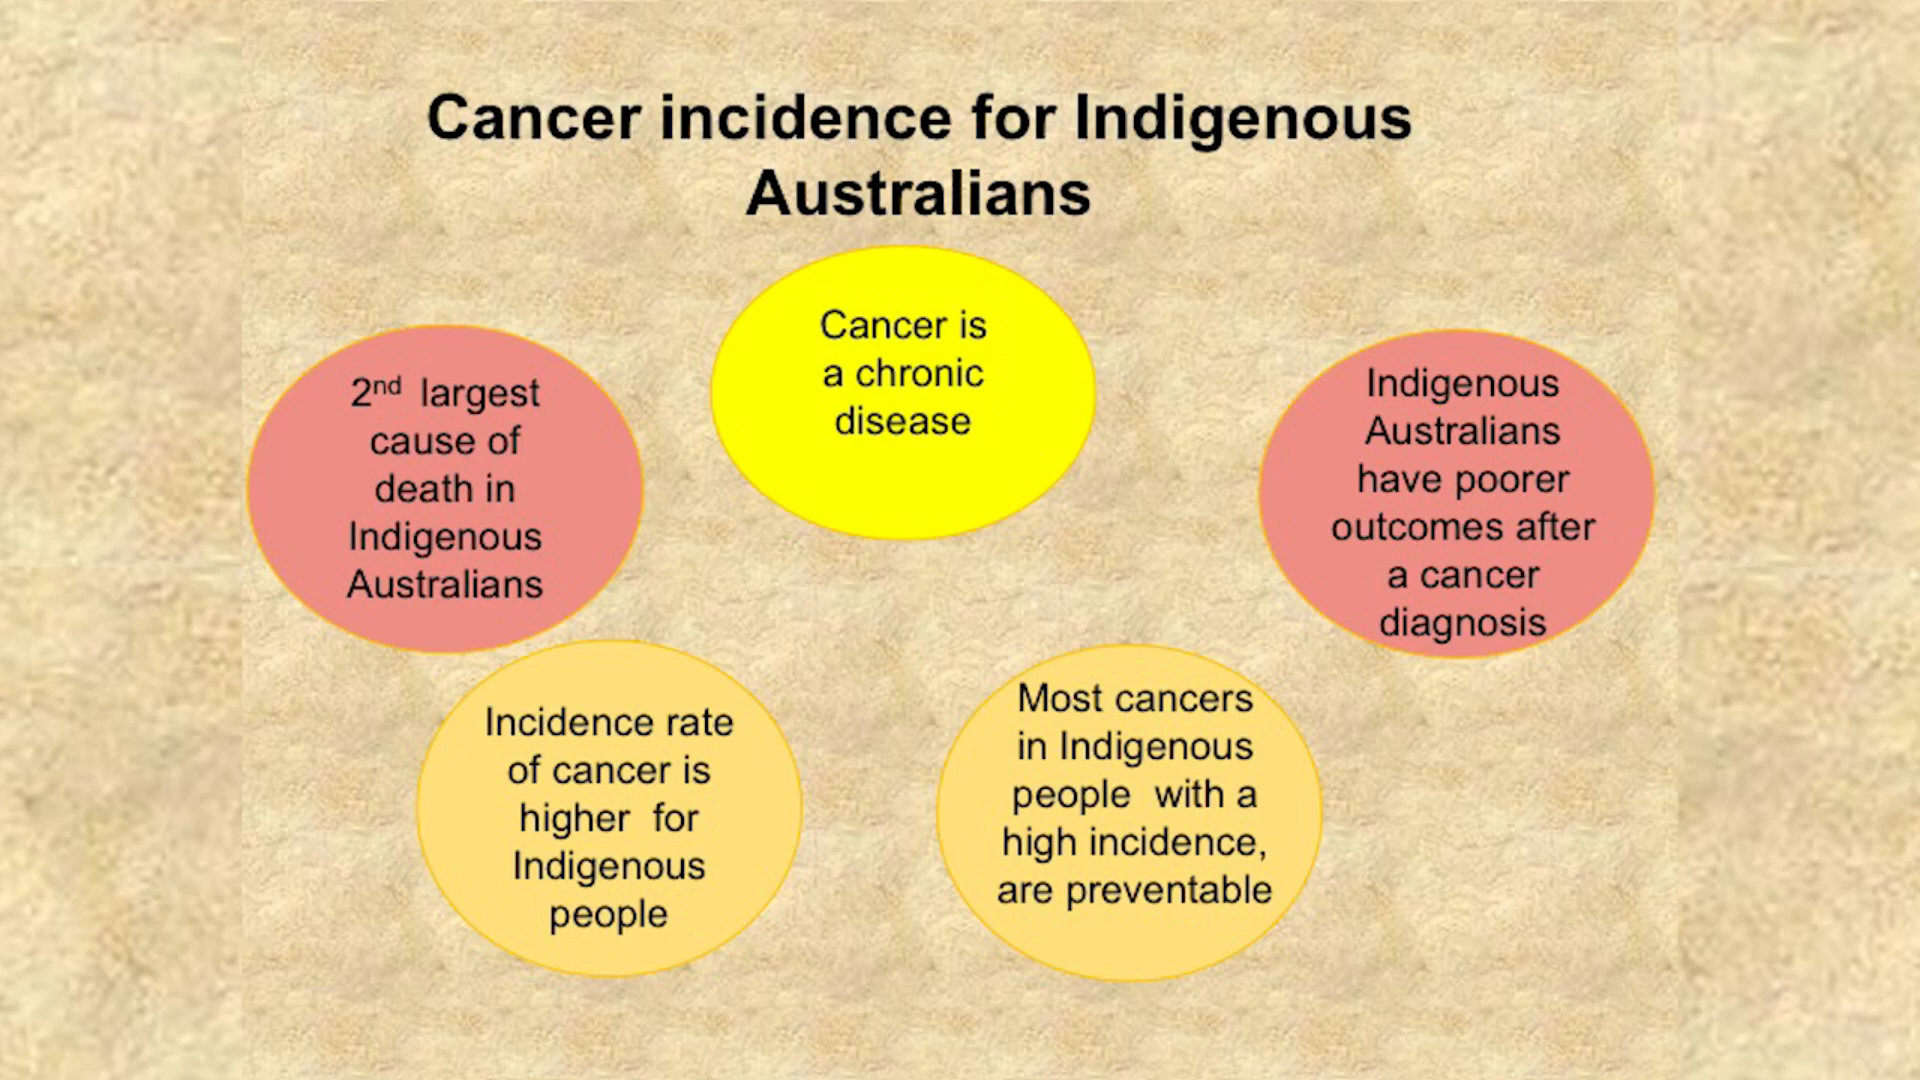 Cancer incidence for Indigenous
Australians
Cancer is
a chronic
disease
2nd largest
cause of
death in
Indigenous
Australians
Indigenous
Australians
have poorer
outcomes after
a cancer
diagnosis
Incidence rate
of cancer is
higher for
Indigenous
people
Most cancers
in Indigenous
people with a
high incidence,
are preventable